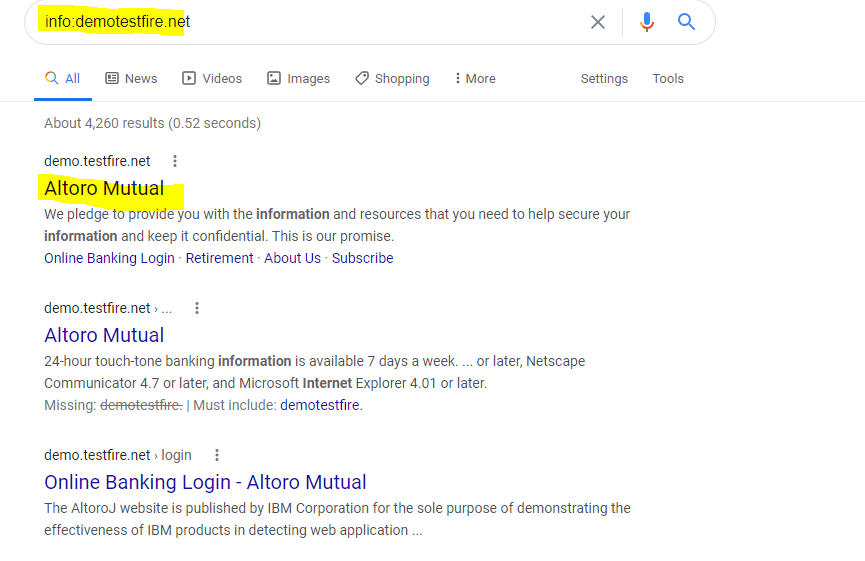 info:demotestfire.net
All News Videos Images Shopping More Settings Tools
About 4,260 results (0.52 seconds)
demo.testfire.net
Altoro Mutual
We pledge to provide you with the information and resources that you need to help secure your
information and keep it confidential. This is our promise.
Online Banking Login · Retirement · About Us · Subscribe
demo.testfire.net › ...
Altoro Mutual
24-hour touch-tone banking information is available 7 days a week. ... or later, Netscape
Communicator 4.7 or later, and Microsoft Internet Explorer 4.01 or later.
Missing: demotestfire. | Must include: demotestfire.
demo.testfire.net › login
Online Banking Login - Altoro Mutual
The AltoroJ website is published by IBM Corporation for the sole purpose of demonstrating the
effectiveness of IBM products in detecting web application ...